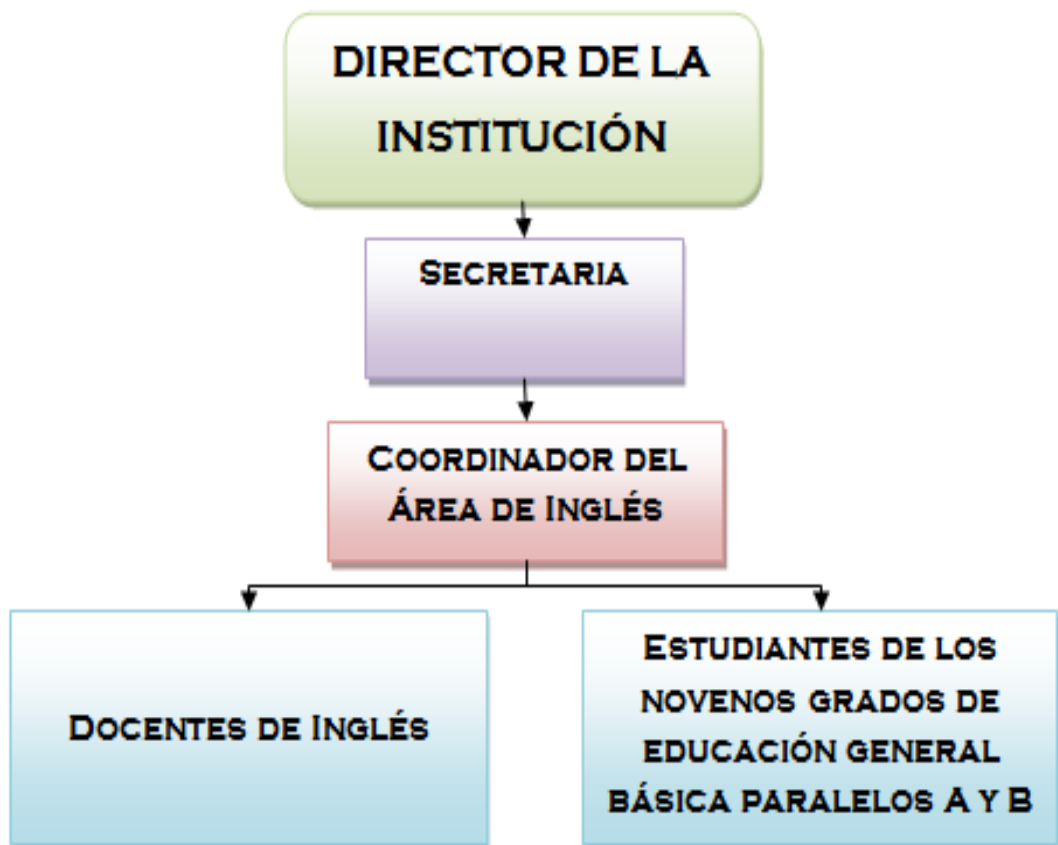 DIRECTOR DE LA
INSTITUCIÓN
SECRETARIA
COORDINADOR DEL
ÁREA DE INGLÉS
DOCENTES DE INGLÉS
ESTUDIANTES DE LOS
NOVENOS GRADOS DE
EDUCACIÓN GENERAL
BÁSICA PARALELOS A Y B